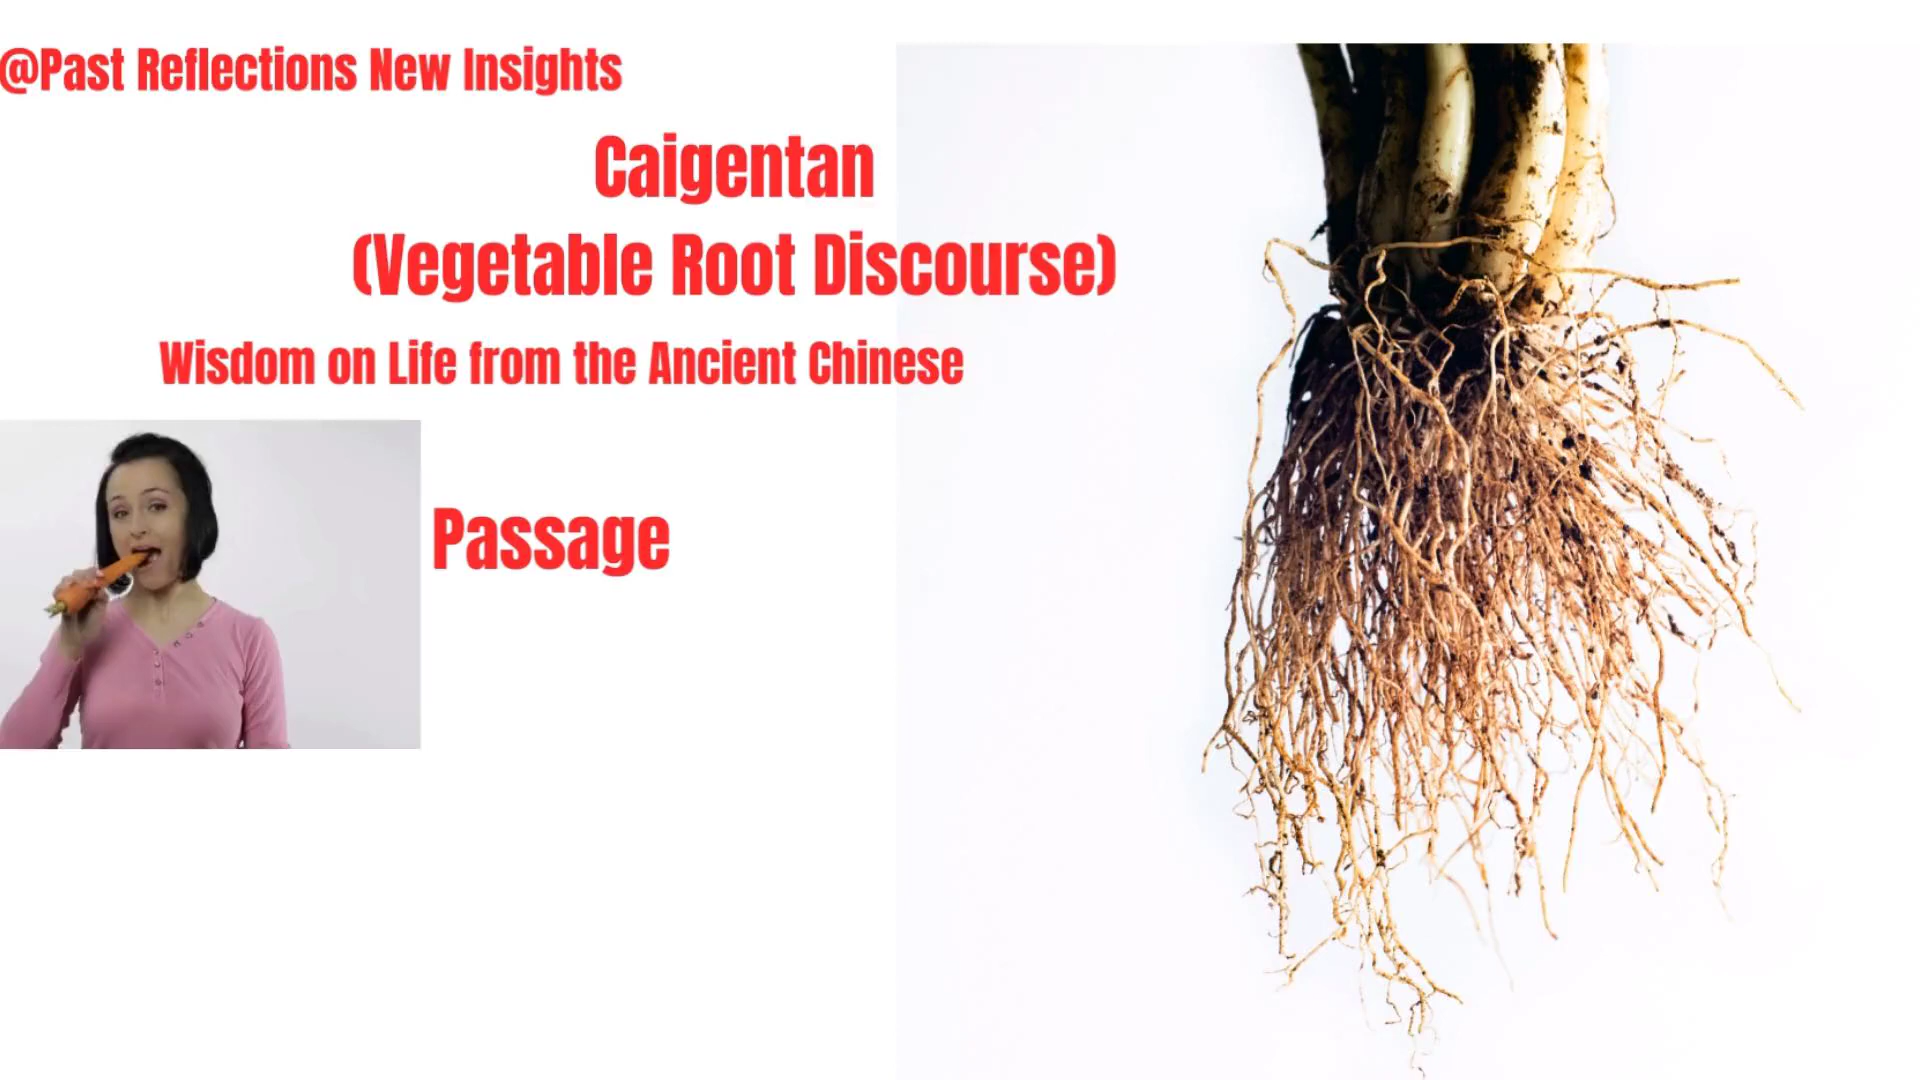 @Past Reflections New Insights
Caigentan
(Vegetable Root Discourse)
Wisdom on Life from the Ancient Chinese
Passage